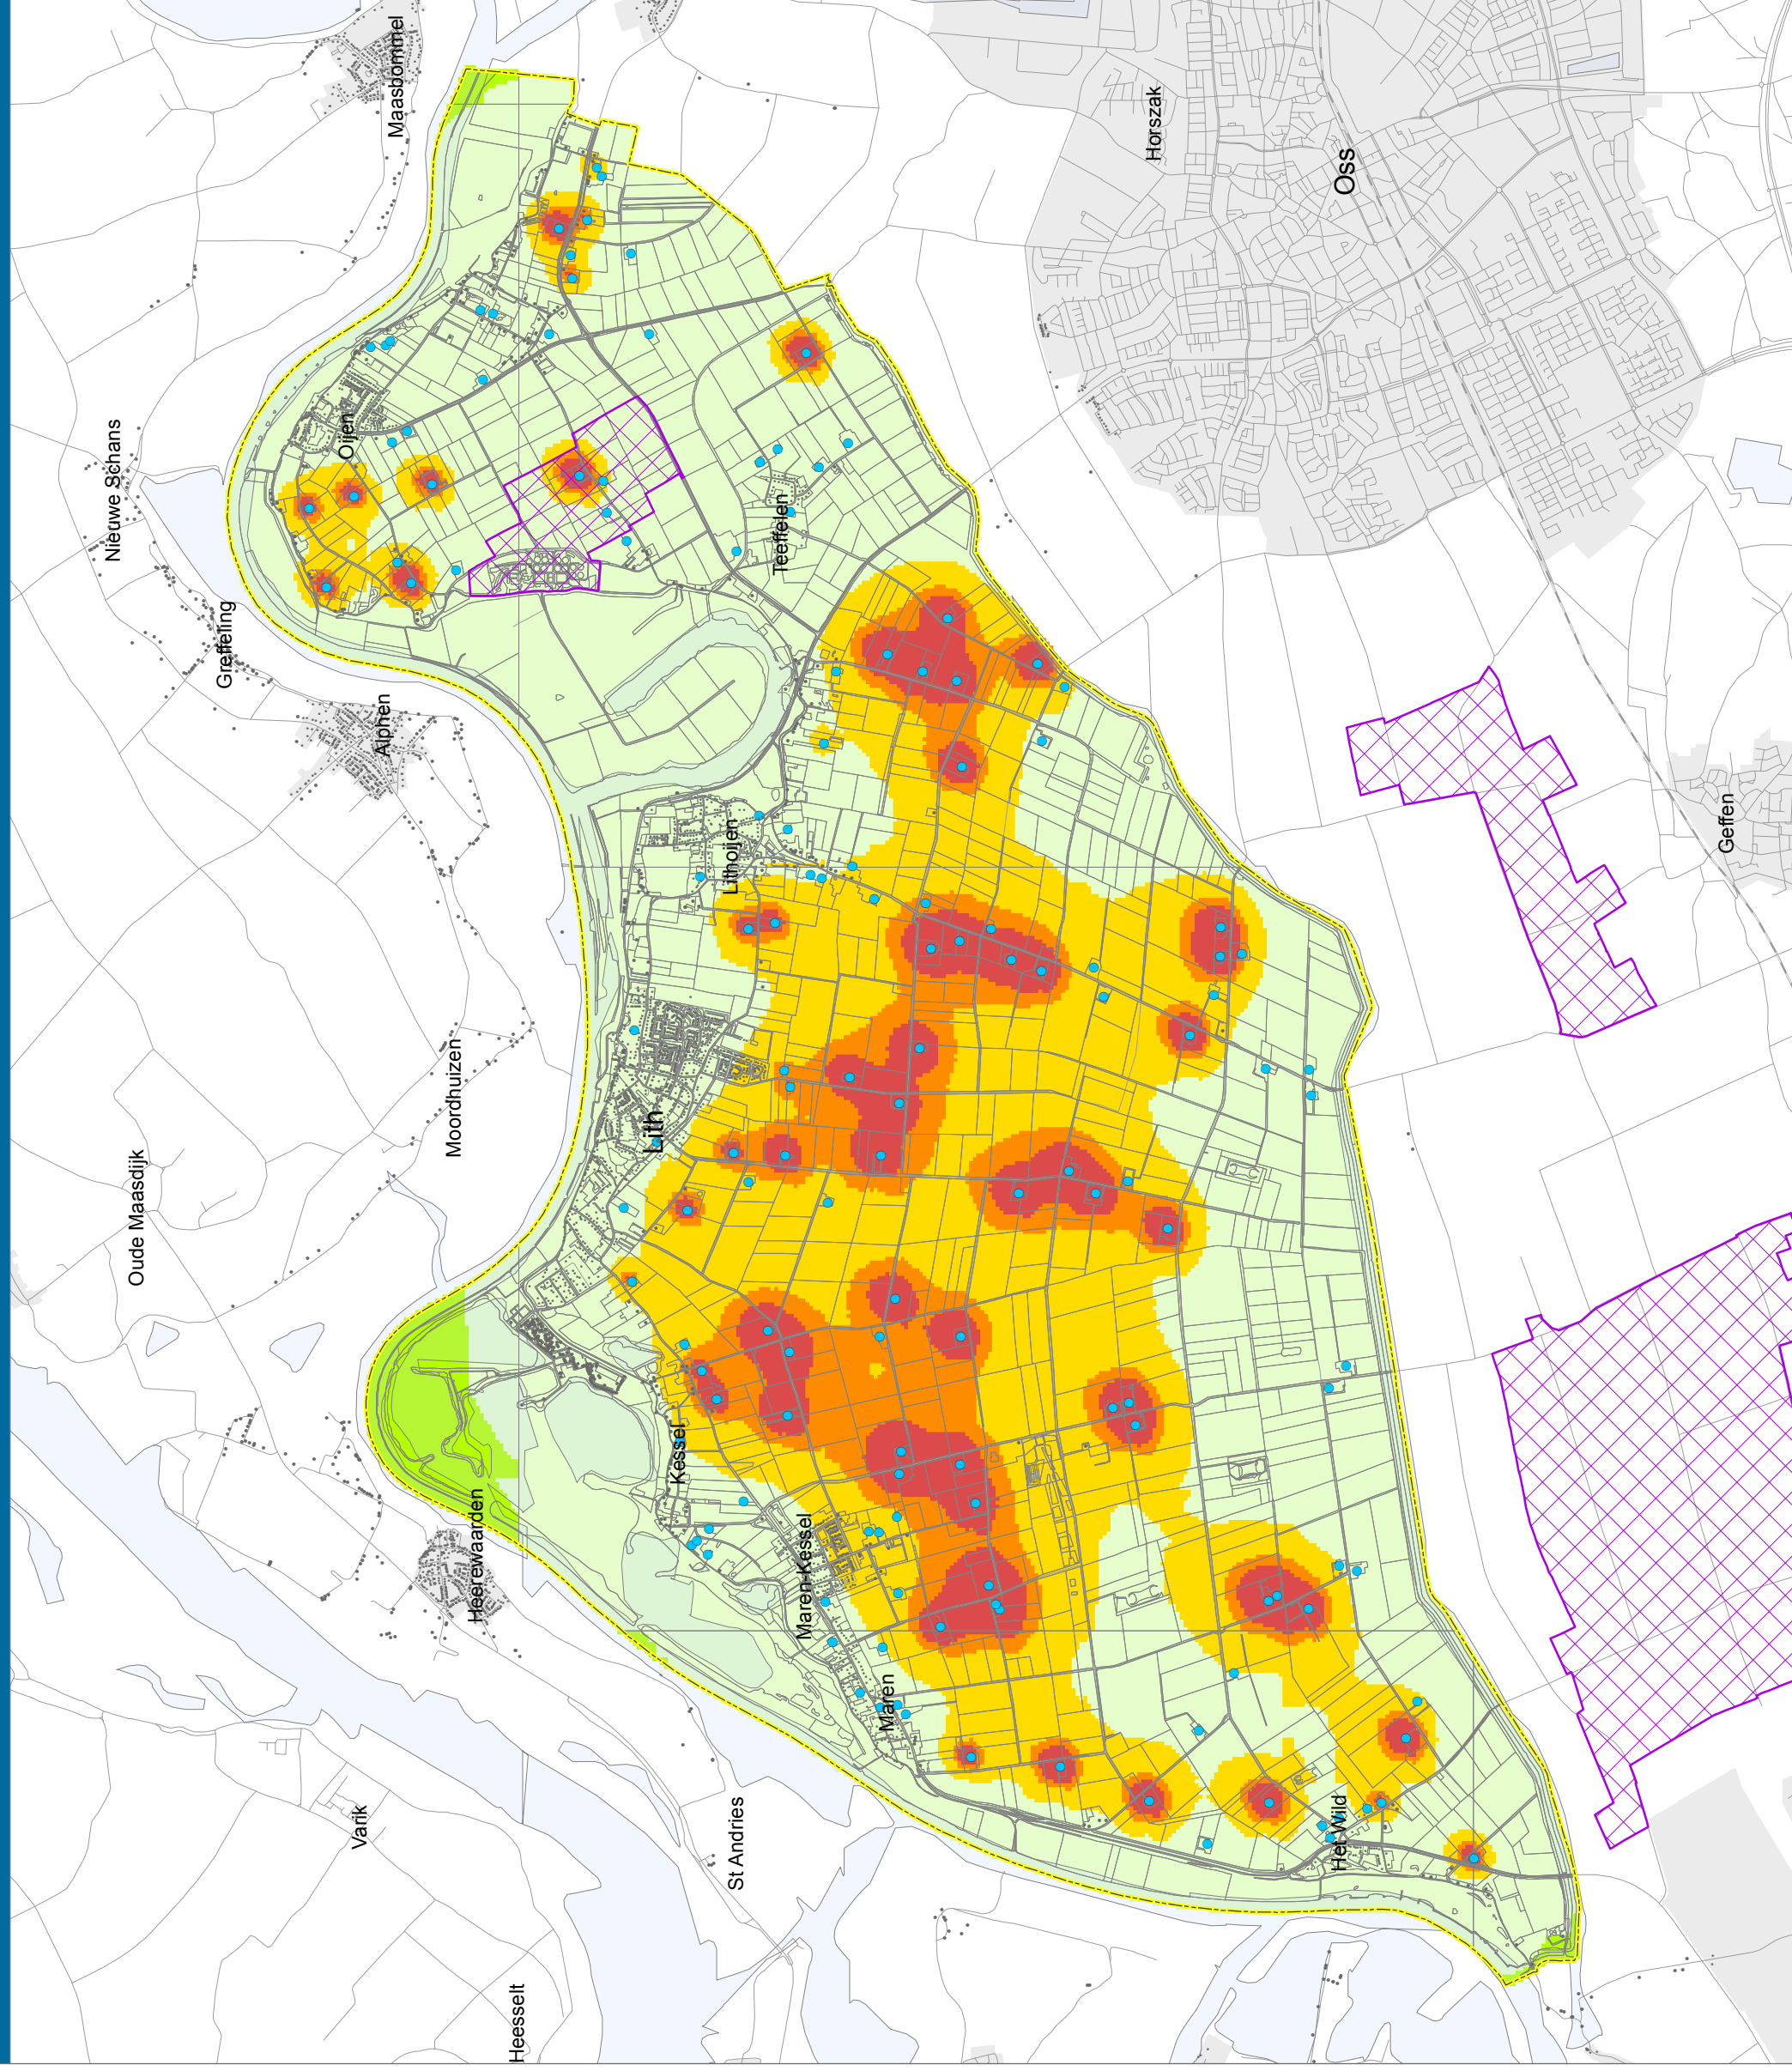 Maasbommel
Horszak
Oss
Nieuwe Schans
Oijen
Greffeling
Teeffelen
Alphen
Lithoijen
Geffen
Moordhuizen
Lith
Oude Maasdijk
Kessel
Heerewaarden
Maren-Kessel
Maren
Varik
St Andries
Het Wild
Heesselt